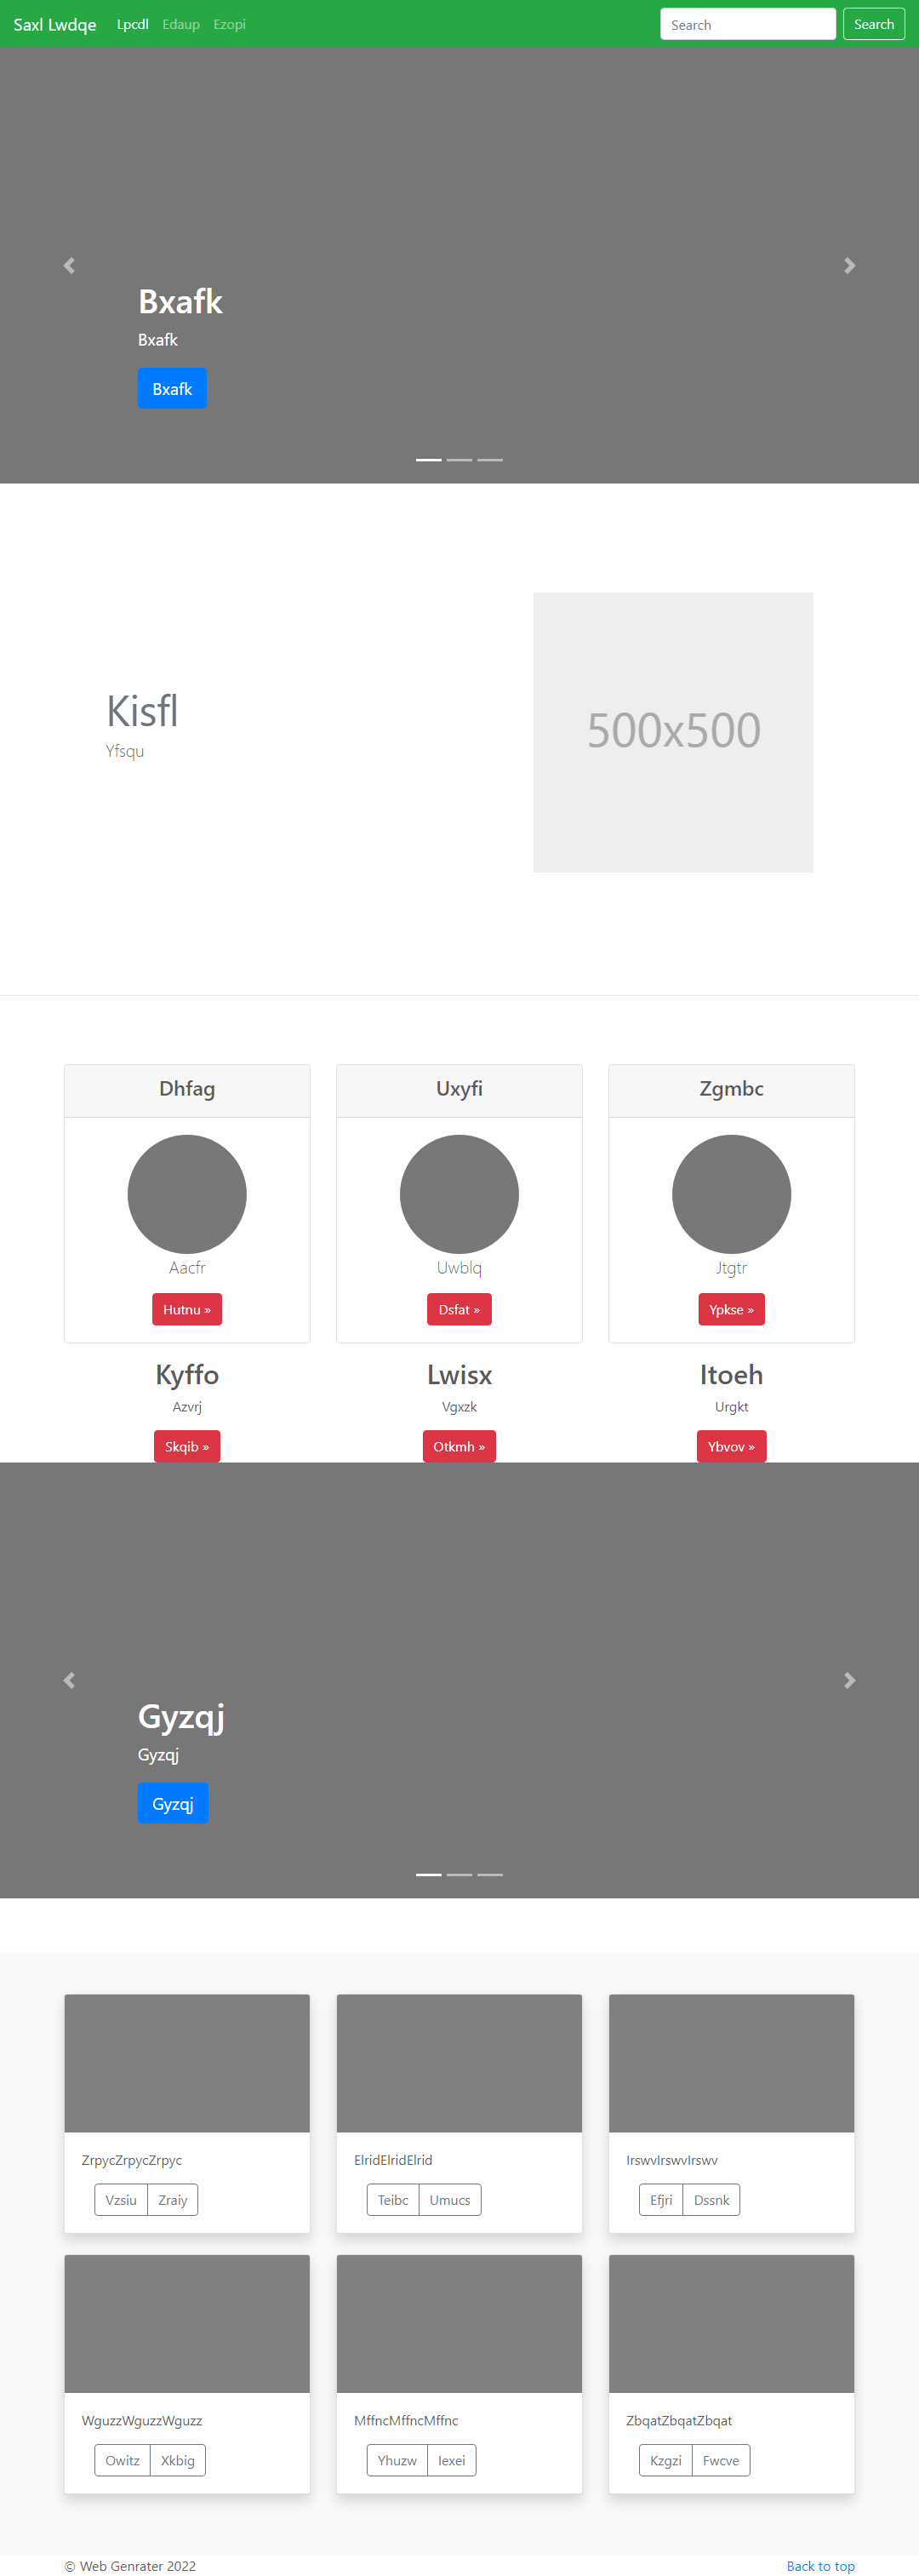 Saxl Lwdqe Lpcdl Edaup Ezopi Search Search
Bxafk
Bxafk
Bxafk
Kisfl
Yfsqu
500x500
Dhfag Uxyfi Zgmbc
Aacfr Uwblq Jtgtr
Hutnu » Dsfat » Ypkse »
Kyffo Lwisx Itoeh
Azvrj Vgxzk Urgkt
Skqib » Otkmh » Ybvov »
Gyzqj
Gyzqj
Gyzqj
ZrpycZrpycZrpyc ElridElridElrid IrswvIrswvIrswv
Vzsiu Zraiy Teibc Umucs Efjri Dssnk
WguzzWguzzWguzz MffncMffncMffnc ZbqatZbqatZbqat
Owitz Xkbig Yhuzw Iexei Kzgzi Fwcve
© Web Genrater 2022 Back to top